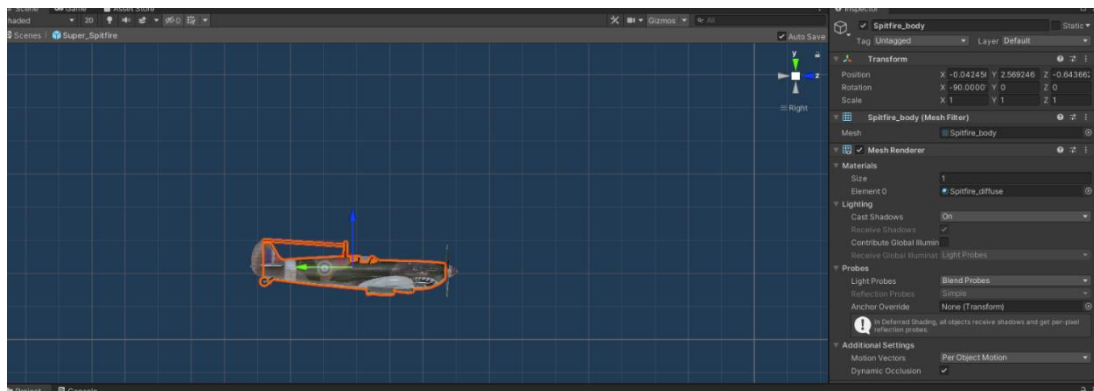 Scene Game Asset Store
Shaded 2D Gizmos All
Scenes Super_Spitfire Auto Save
y
z
Right
Inspector
Spitfire_body Static
Tag Untagged Layer Default
Transform
Position X -0.042456 Y 2.569246 Z -0.643662
Rotation X -90.00001 Y 0 Z 0
Scale X 1 Y 1 Z 1
Spitfire_body (Mesh Filter)
Mesh Spitfire_body
Mesh Renderer
Materials
Size 1
Element 0 Spitfire_diffuse
Lighting
Cast Shadows On
Receive Shadows
Contribute Global Illumin
Receive Global Illuminat Light Probes
Probes
Light Probes Blend Probes
Reflection Probes Simple
Anchor Override None (Transform)
In Deferred Shading, all objects receive shadows and get per-pixel
reflection probes.
Additional Settings
Motion Vectors Per Object Motion
Dynamic Occlusion
Project Console